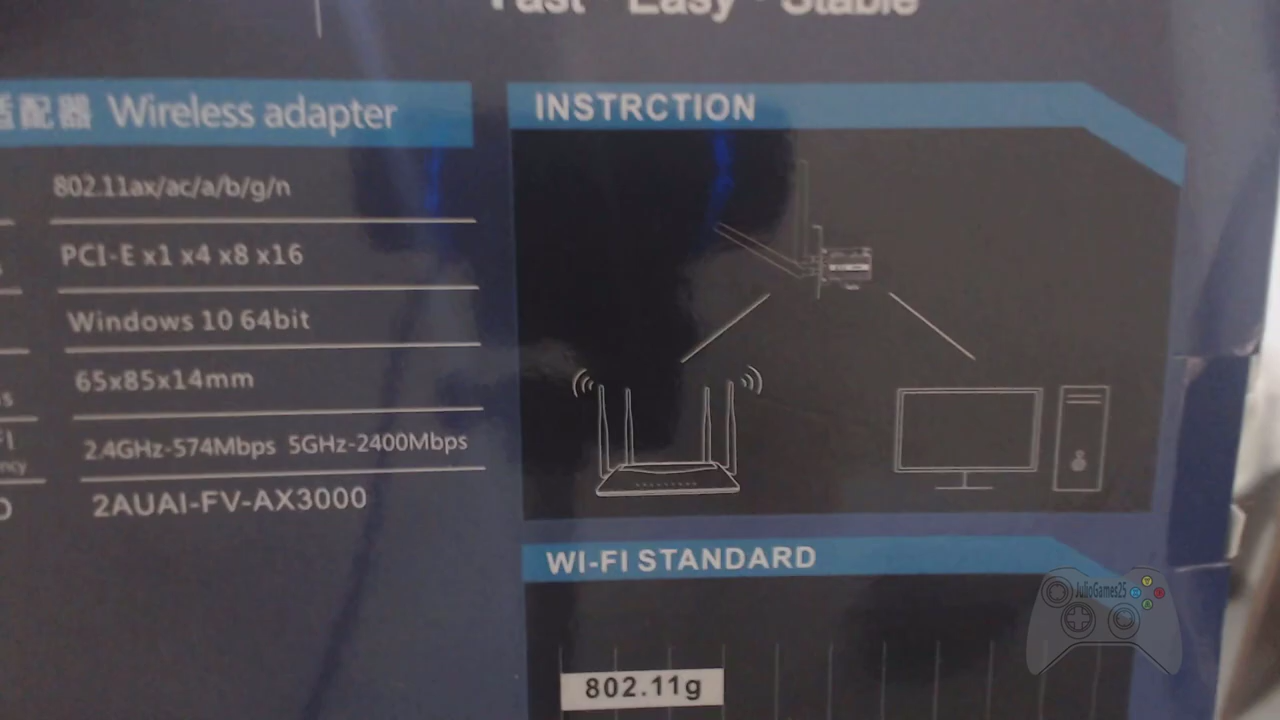 Fast · Easy · Stable
适配器 Wireless adapter
802.11ax/ac/a/b/g/n
PCI-E x1 x4 x8 x16
Windows 10 64bit
65x85x14mm
2.4GHz-574Mbps 5GHz-2400Mbps
2AUAI-FV-AX3000
INSTRCTION
WI-FI STANDARD
802.11g
JulioGames25